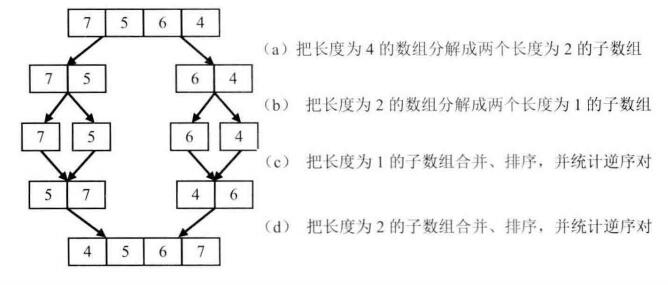 7 5 6 4
(a) 把长度为 4 的数组分解成两个长度为 2 的子数组
7 5 6 4
(b) 把长度为 2 的数组分解成两个长度为 1 的子数组
7 5 6 4
(c) 把长度为 1 的子数组合并、排序，并统计逆序对
5 7 4 6
(d) 把长度为 2 的子数组合并、排序，并统计逆序对
4 5 6 7